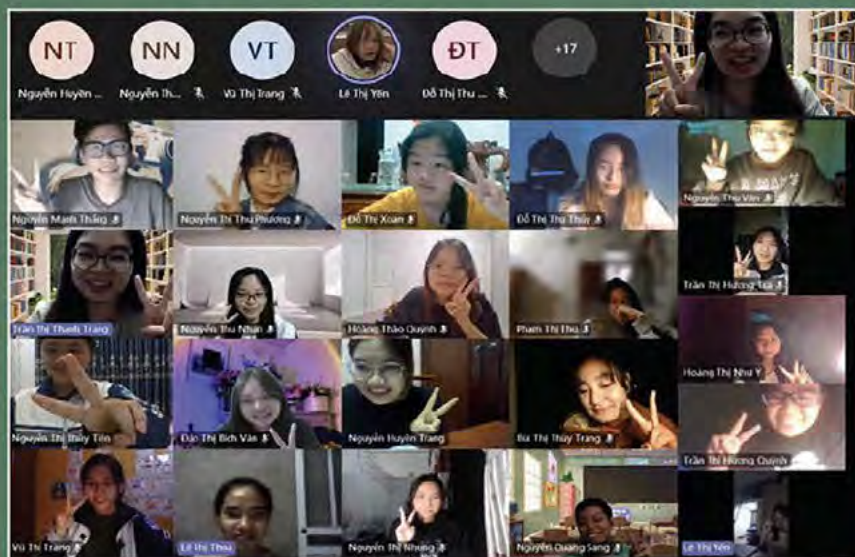 NT
NN
VT
ĐT
+17
Nguyễn Huyền ...
Nguyễn Th...
Vũ Thị Trang
Lê Thị Yên
Đỗ Thị Thu ...
Nguyễn Mạnh Thắng
Nguyễn Thị Thu Phương
Đỗ Thị Xoan
Đỗ Thị Thu Thủy
Nguyễn Thu Vân
Trần Thị Thanh Trang
Nguyễn Thu Nhàn
Hoàng Thảo Quỳnh
Phạm Thị Thu
Trần Thị Hương Trà
Hoàng Thị Như Ý
Nguyễn Thị Thủy Tiên
Đào Thị Bích Vân
Nguyễn Huyền Trang
Bùi Thị Thùy Trang
Trần Thị Hương Quỳnh
Vũ Thị Trang
Lê Thị Thoa
Nguyễn Thị Nhung
Nguyễn Quang Sang
Lê Thị Yên